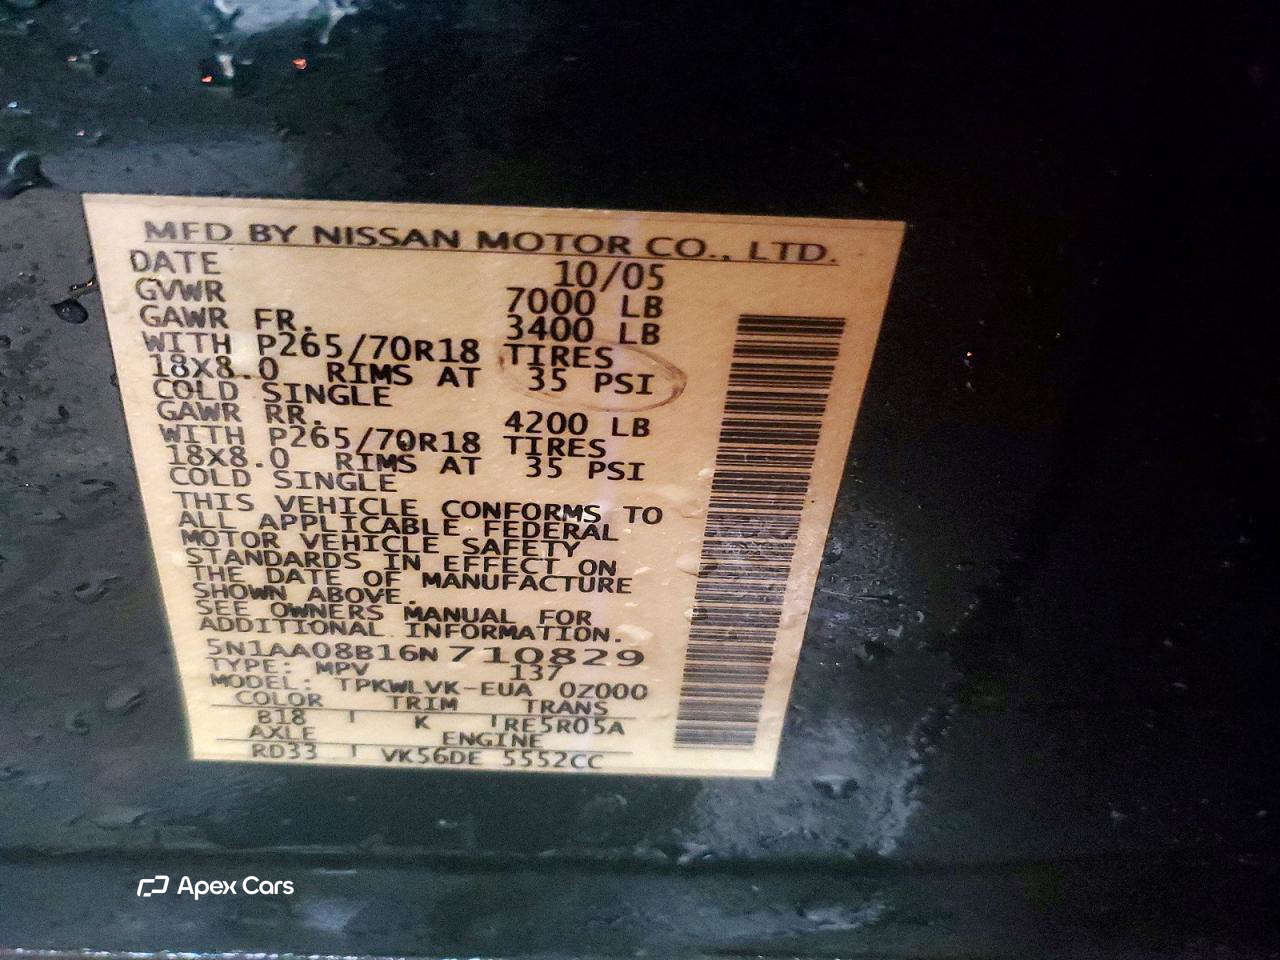 MFD BY NISSAN MOTOR CO., LTD.
DATE 10/05
GVWR 7000 LB
GAWR FR. 3400 LB
WITH P265/70R18 TIRES
18X8.0 RIMS AT 35 PSI
COLD SINGLE
GAWR RR. 4200 LB
WITH P265/70R18 TIRES
18X8.0 RIMS AT 35 PSI
COLD SINGLE
THIS VEHICLE CONFORMS TO
ALL APPLICABLE FEDERAL
MOTOR VEHICLE SAFETY
STANDARDS IN EFFECT ON
THE DATE OF MANUFACTURE
SHOWN ABOVE.
SEE OWNERS MANUAL FOR
ADDITIONAL INFORMATION.
5N1AA08B16N710829
TYPE: MPV 137
MODEL: TPKWLVK-EUA 0Z000
COLOR TRIM TRANS
B18 K RE5R05A
AXLE ENGINE
RD33 VK56DE 5552CC
Apex Cars